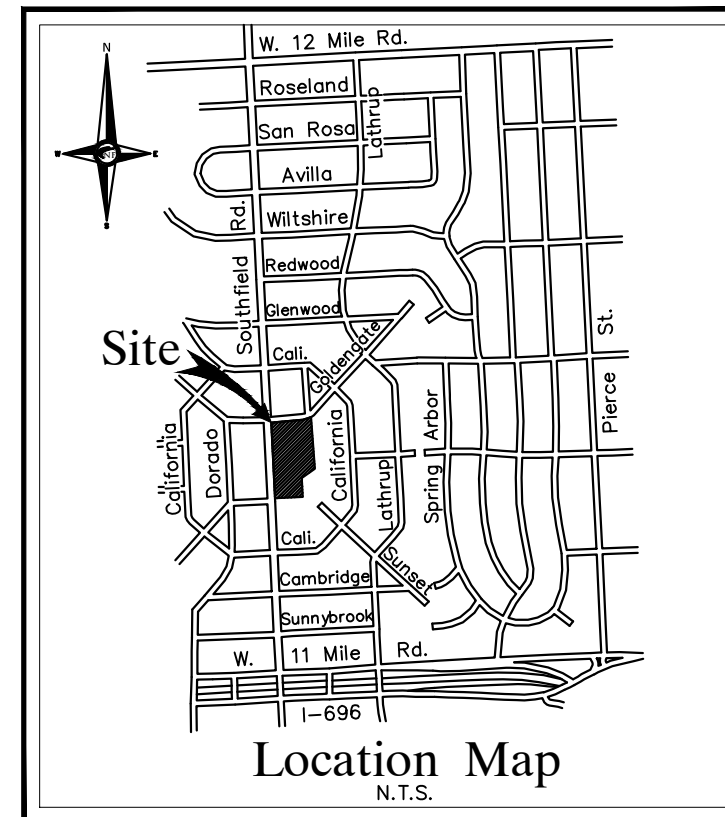 N
W. 12 Mile Rd.
Roseland
Lathrup
San Rosa
W
NF
E
Avilla
S
Southfield Rd.
Wiltshire
Redwood
Glenwood
Site
Cali.
Goldengate
St.
Pierce
California
Dorado
California
Lathrup
Spring Arbor
Cali.
Sunset
Cambridge
Sunnybrook
W. 11 Mile Rd.
I-696
Location Map
N.T.S.